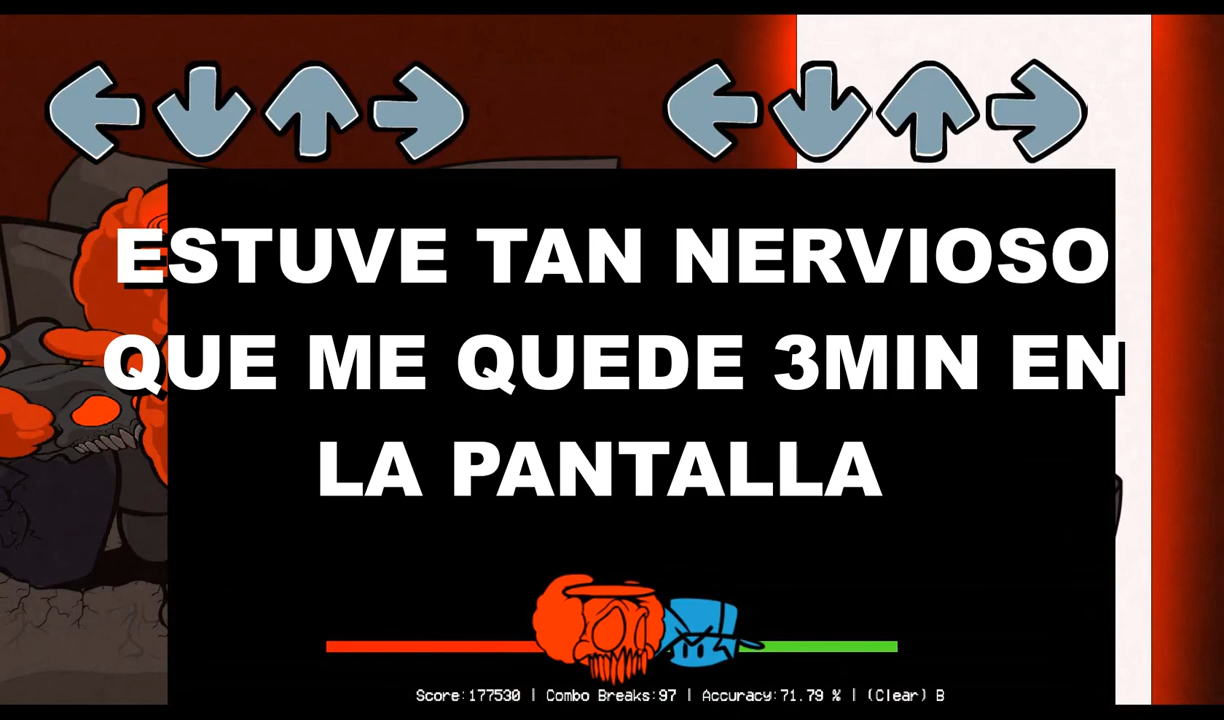 ESTUVE TAN NERVIOSO
QUE ME QUEDE 3MIN EN
LA PANTALLA
Score:177530 | Combo Breaks:97 | Accuracy:71.79 % | (Clear) B